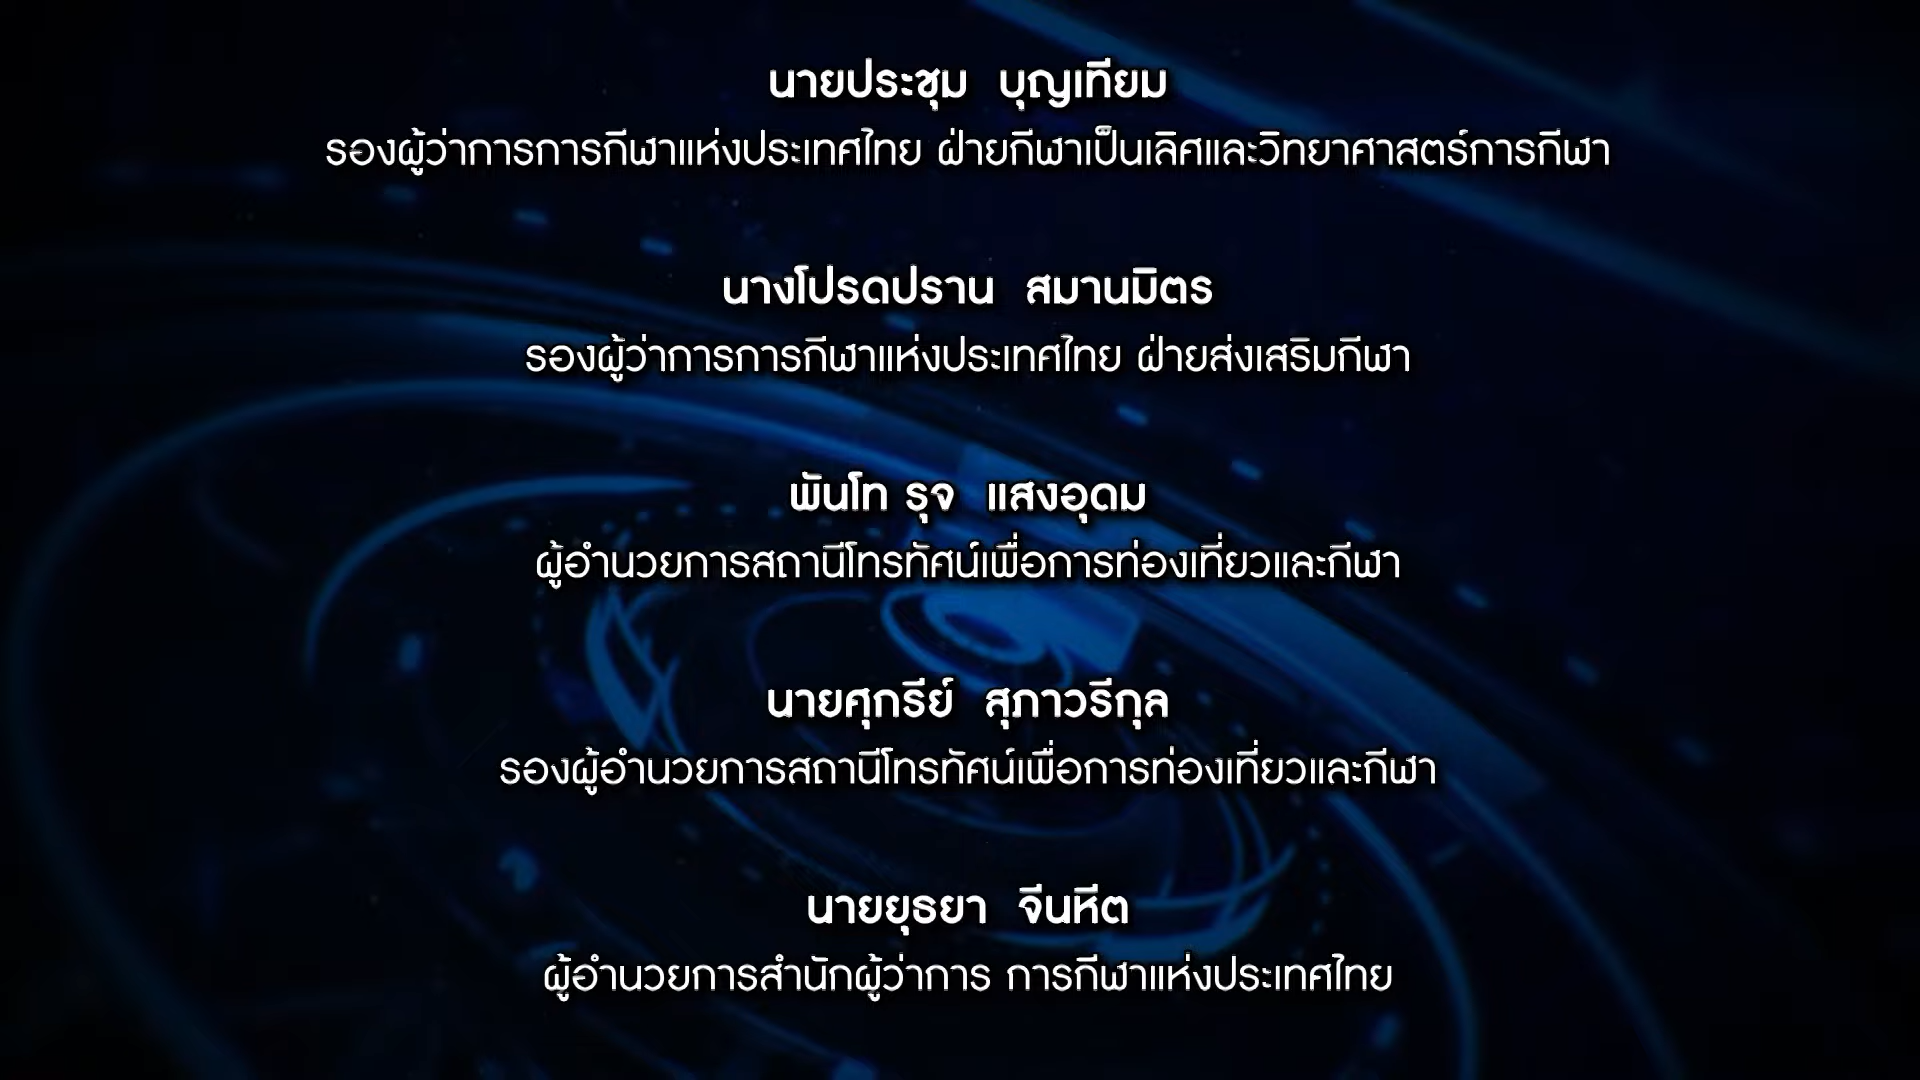 นายประชุม บุญเทียม
รองผู้ว่าการการกีฬาแห่งประเทศไทย ฝ่ายกีฬาเป็นเลิศและวิทยาศาสตร์การกีฬา
นางโปรดปราน สมานมิตร
รองผู้ว่าการการกีฬาแห่งประเทศไทย ฝ่ายส่งเสริมกีฬา
พันโท รุจ แสงอุดม
ผู้อำนวยการสถานีโทรทัศน์เพื่อการท่องเที่ยวและกีฬา
นายศุกรีย์ สุภาวรีกุล
รองผู้อำนวยการสถานีโทรทัศน์เพื่อการท่องเที่ยวและกีฬา
นายยุธยา จีนหีต
ผู้อำนวยการสำนักผู้ว่าการ การกีฬาแห่งประเทศไทย